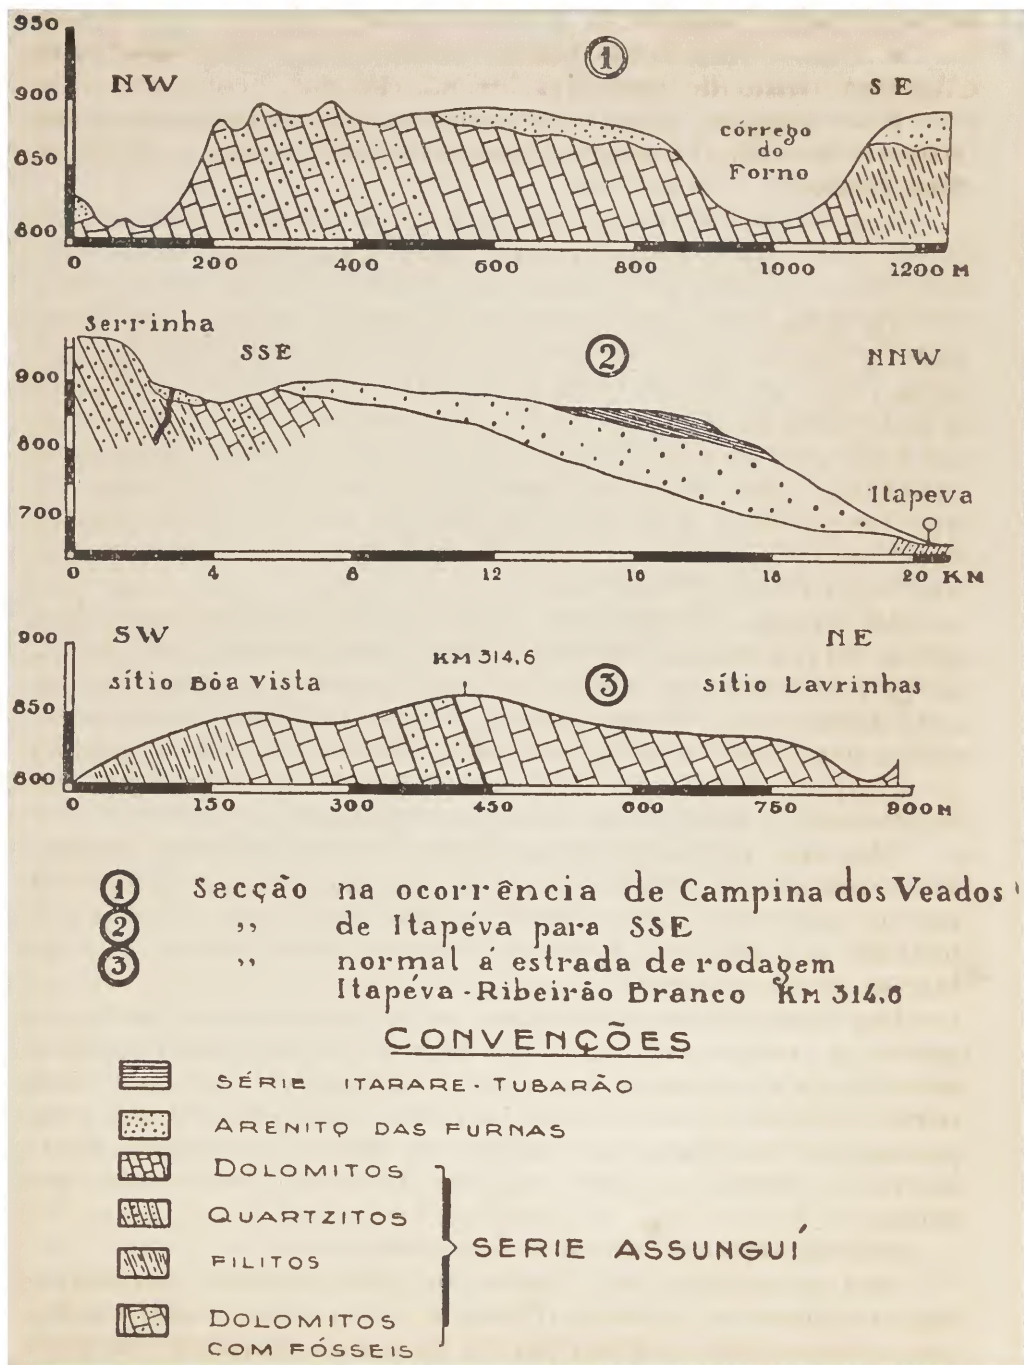 950
1
NW
SE
900
córrego
do
Forno
850
800
0 200 400 600 800 1000 1200 M
Serrinha
SSE
2
NNW
900
800
Itapeva
700
0 4 8 12 16 18 20 KM
900
SW
NE
KM 314,6
sítio Bôa Vista
3
sítio Lavrinhas
850
800
0 150 300 450 600 750 900 M
1 Secção na ocorrência de Campina dos Veados
2 ,, de Itapéva para SSE
3 ,, normal á estrada de rodagem
Itapéva - Ribeirão Branco KM 314,6
CONVENÇÕES
SÉRIE ITARARE - TUBARÃO
ARENITO DAS FURNAS
DOLOMITOS
QUARTZITOS
FILITOS
SERIE ASSUNGUÍ
DOLOMITOS
COM FÓSSEIS